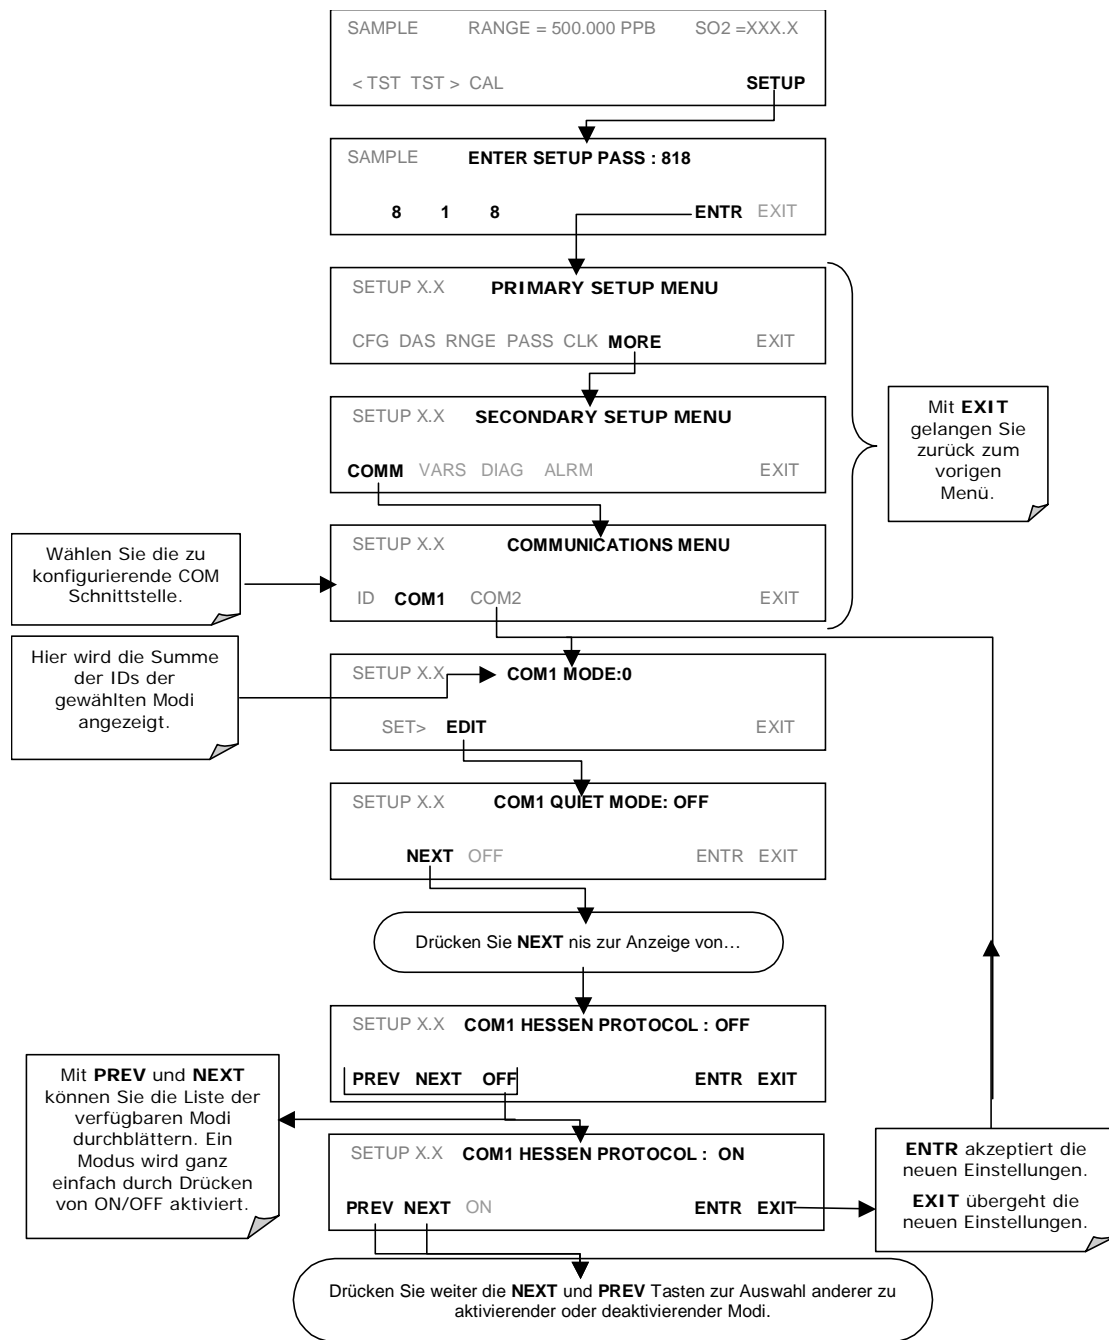 SAMPLE RANGE = 500.000 PPB SO2 =XXX.X
< TST TST > CAL SETUP
SAMPLE ENTER SETUP PASS : 818
8 1 8 ENTR EXIT
SETUP X.X PRIMARY SETUP MENU
CFG DAS RNGE PASS CLK MORE EXIT
SETUP X.X SECONDARY SETUP MENU
COMM VARS DIAG ALRM EXIT
Mit EXIT
gelangen Sie
zurück zum
vorigen
Menü.
SETUP X.X COMMUNICATIONS MENU
ID COM1 COM2 EXIT
Wählen Sie die zu
konfigurierende COM
Schnittstelle.
Hier wird die Summe
der IDs der
gewählten Modi
angezeigt.
SETUP X.X COM1 MODE:0
SET> EDIT EXIT
SETUP X.X COM1 QUIET MODE: OFF
NEXT OFF ENTR EXIT
Drücken Sie NEXT nis zur Anzeige von…
SETUP X.X COM1 HESSEN PROTOCOL : OFF
PREV NEXT OFF ENTR EXIT
Mit PREV und NEXT
können Sie die Liste der
verfügbaren Modi
durchblättern. Ein
Modus wird ganz
einfach durch Drücken
von ON/OFF aktiviert.
SETUP X.X COM1 HESSEN PROTOCOL : ON
PREV NEXT ON ENTR EXIT
ENTR akzeptiert die
neuen Einstellungen.
EXIT übergeht die
neuen Einstellungen.
Drücken Sie weiter die NEXT und PREV Tasten zur Auswahl anderer zu
aktivierender oder deaktivierender Modi.